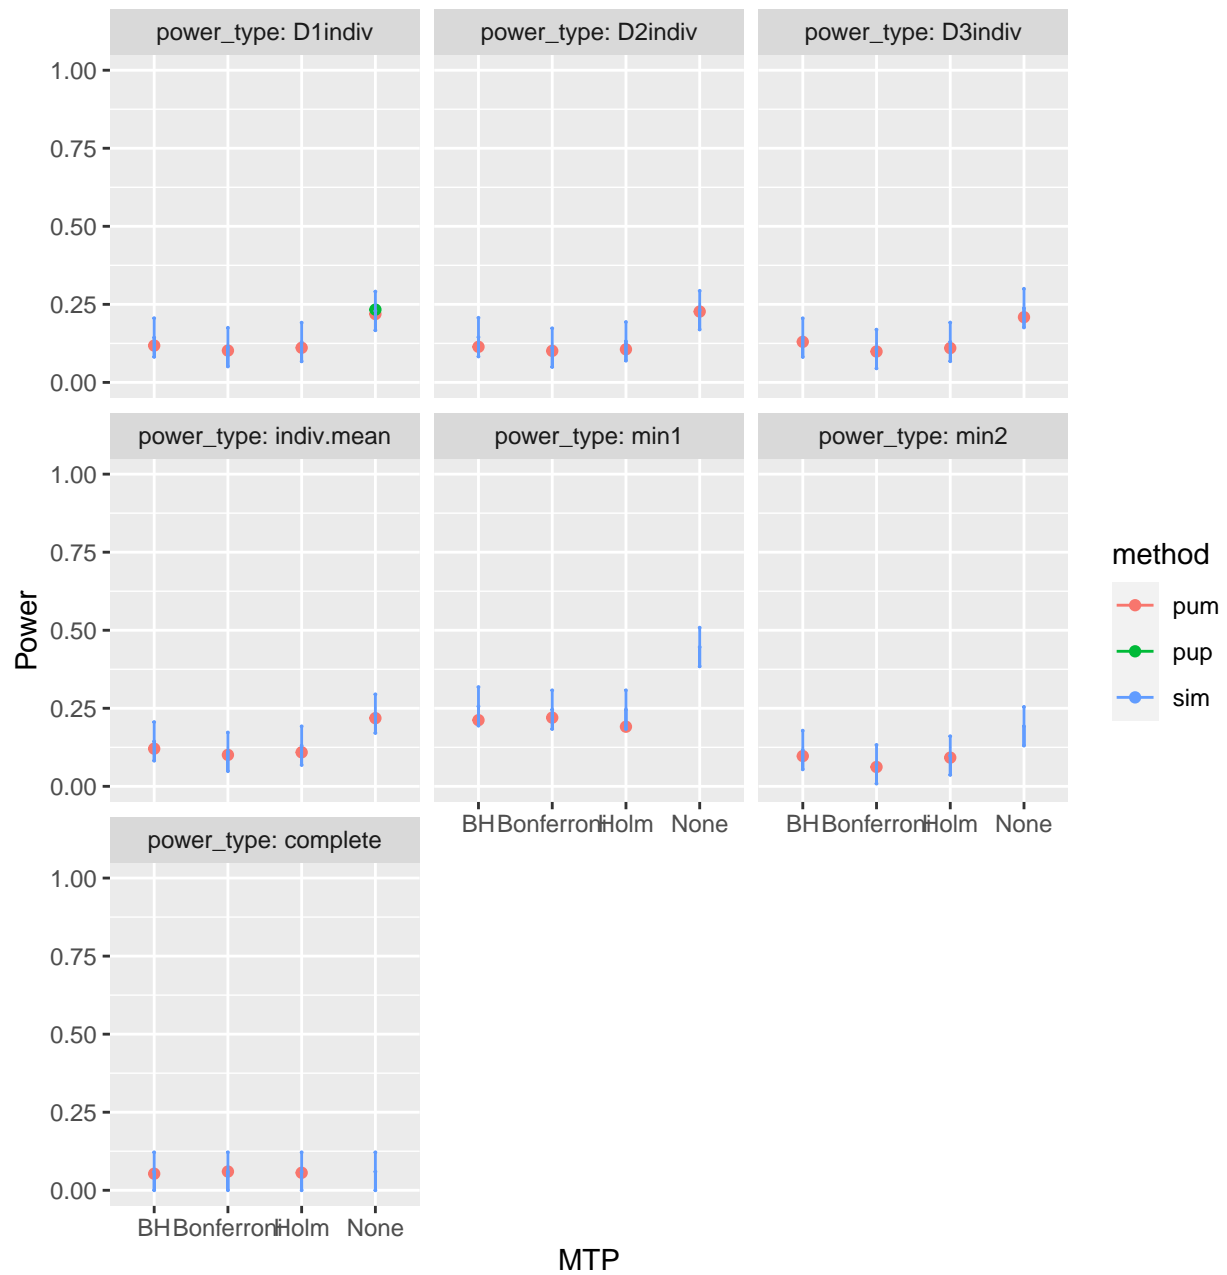 power_type: D1indiv power_type: D2indiv power_type: D3indiv
1.00
0.75
0.50
0.25
0.00
power_type: indiv.mean power_type: min1 power_type: min2
1.00
0.75
0.50
0.25
0.00
BH Bonferroni Holm None BH Bonferroni Holm None
power_type: complete
1.00
0.75
0.50
0.25
0.00
BH Bonferroni Holm None
MTP
Power
method
pum
pup
sim